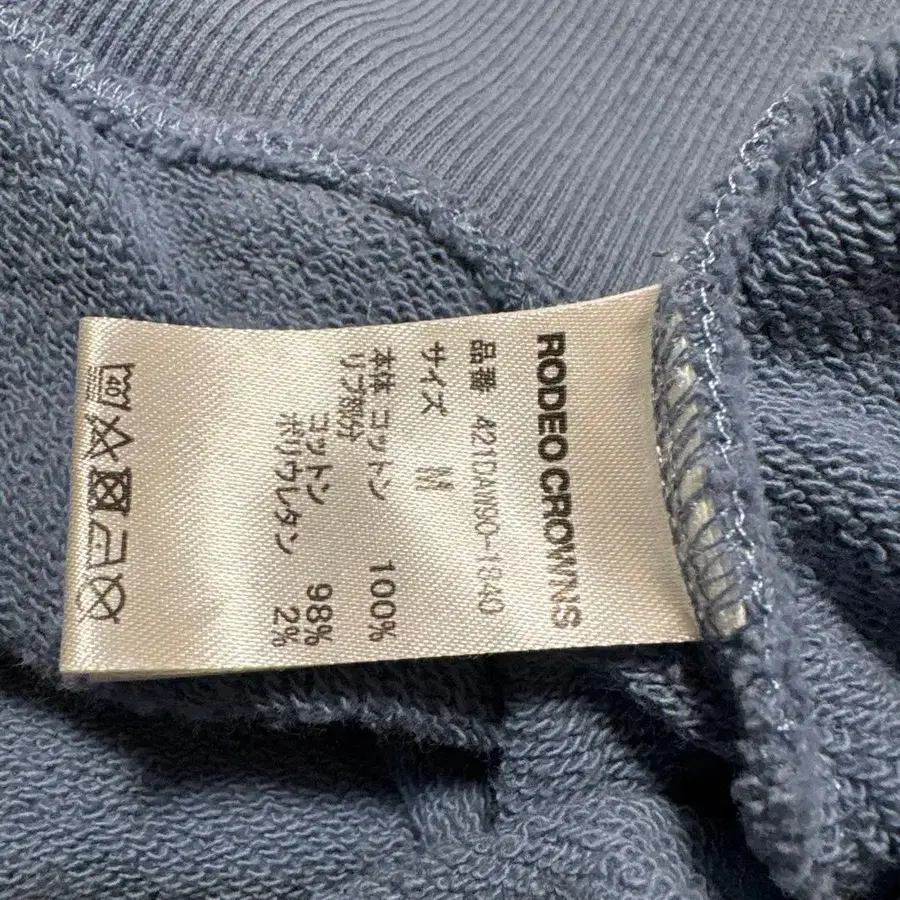 RODEO CROWNS
品番 421DAW90-1340
サイズ M
本体 コットン 100%
リブ部分
コットン 98%
ポリウレタン 2%
40